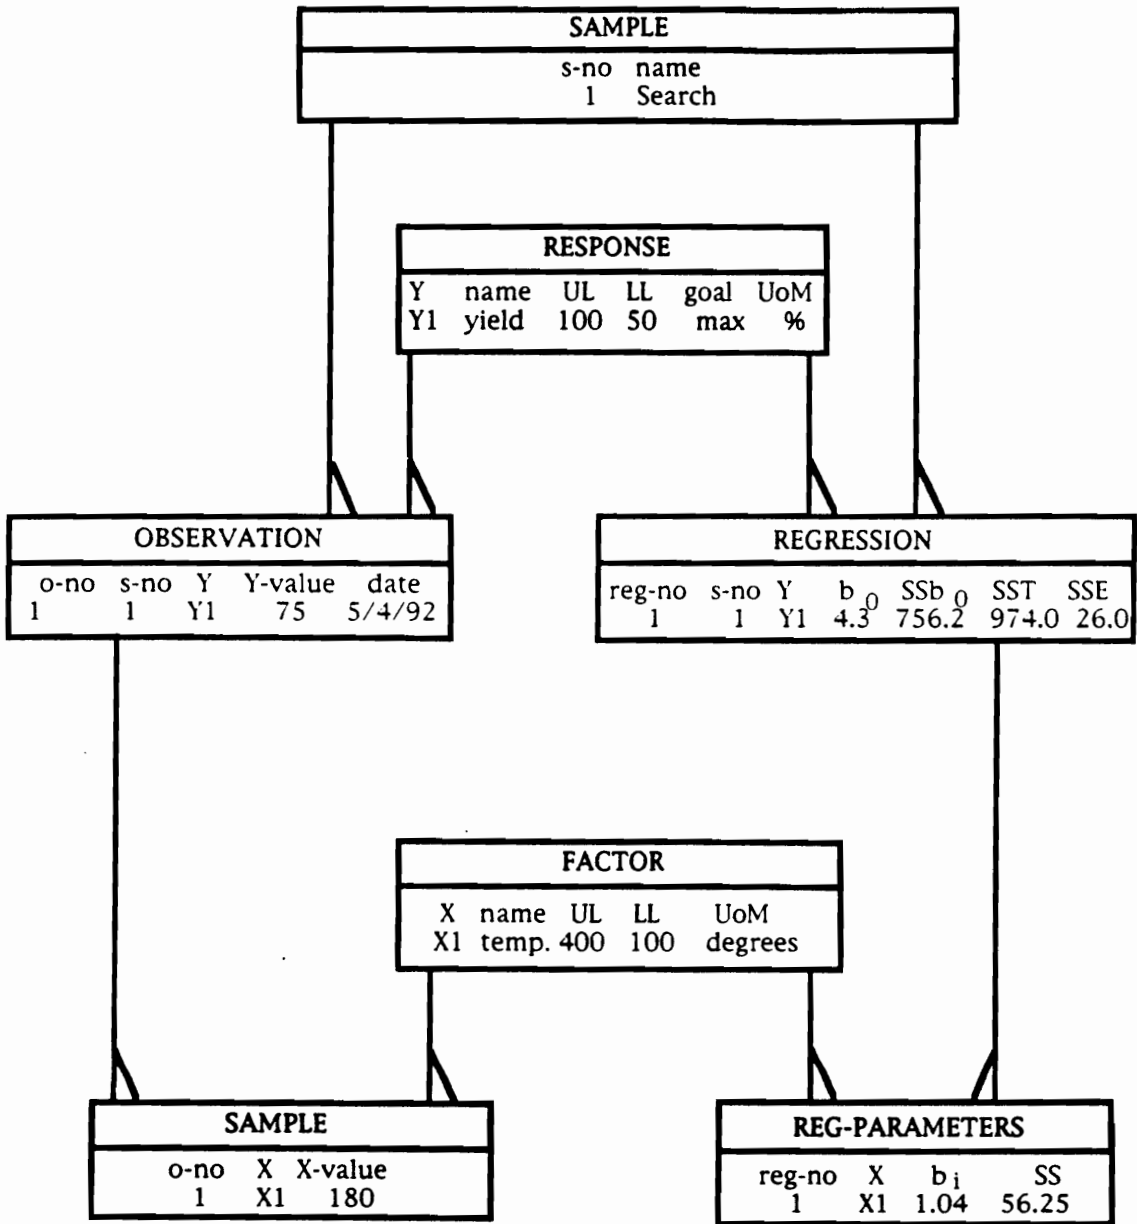 SAMPLE
s-no name
1 Search
RESPONSE
Y name UL LL goal UoM
Y1 yield 100 50 max %
OBSERVATION
o-no s-no Y Y-value date
1 1 Y1 75 5/4/92
REGRESSION
reg-no s-no Y b0 SSb0 SST SSE
1 1 Y1 4.3 756.2 974.0 26.0
FACTOR
X name UL LL UoM
X1 temp. 400 100 degrees
SAMPLE
o-no X X-value
1 X1 180
REG-PARAMETERS
reg-no X bi SS
1 X1 1.04 56.25